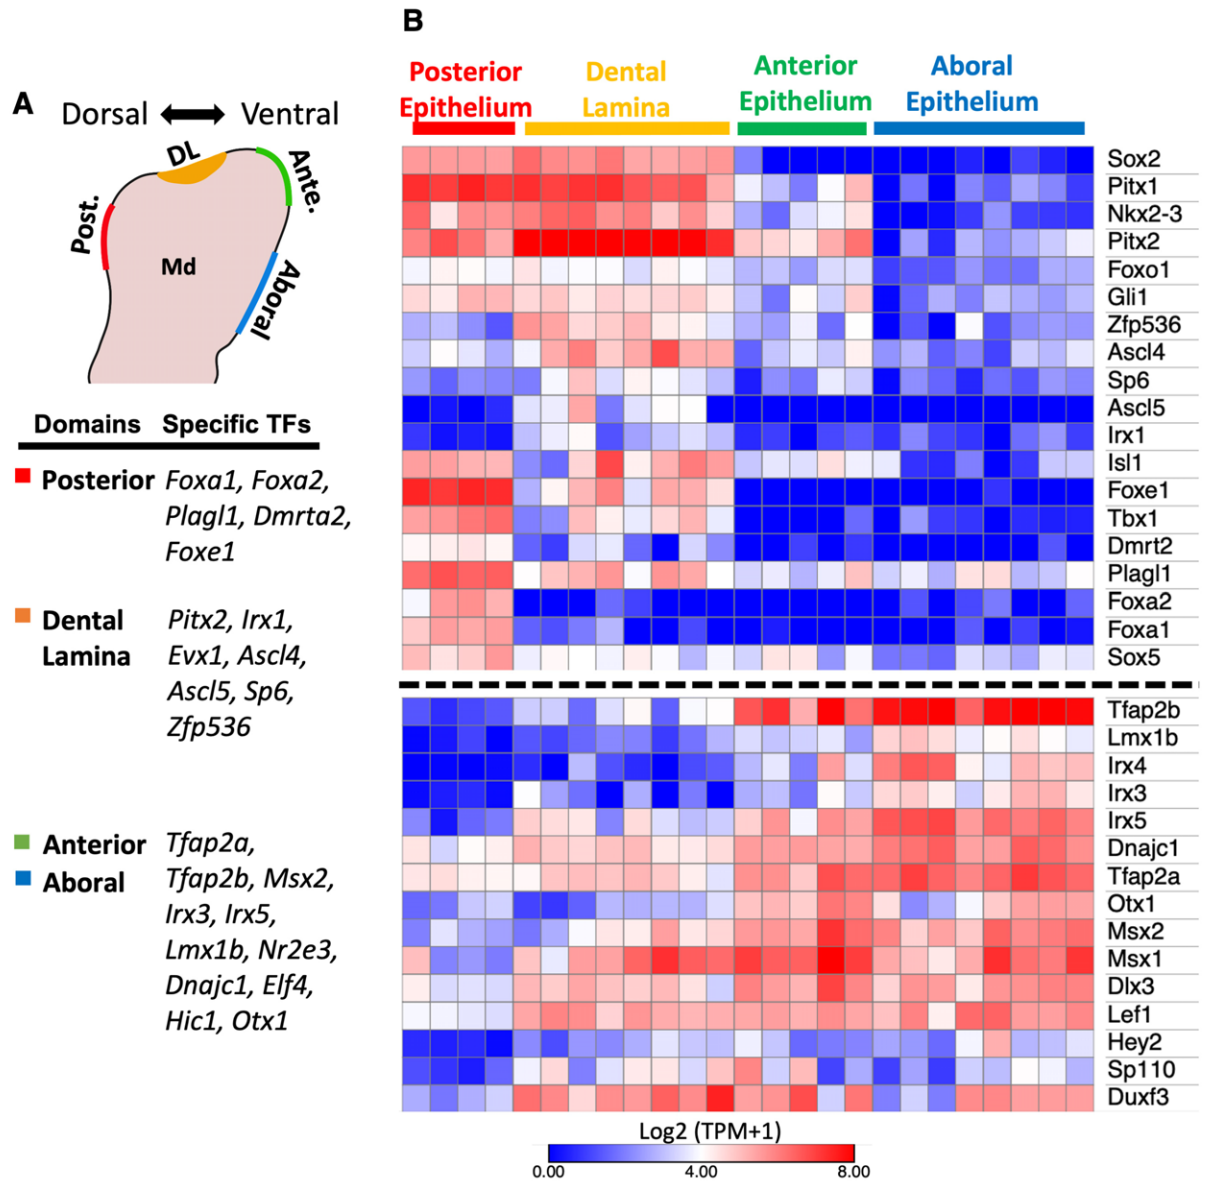 A
Dorsal Ventral
DL
Ante.
Post.
Md
Aboral
Domains Specific TFs
Posterior Foxa1, Foxa2,
Plagl1, Dmrta2,
Foxe1
Dental Pitx2, Irx1,
Lamina Evx1, Ascl4,
Ascl5, Sp6,
Zfp536
Anterior Tfap2a,
Aboral Tfap2b, Msx2,
Irx3, Irx5,
Lmx1b, Nr2e3,
Dnajc1, Elf4,
Hic1, Otx1
B
Posterior
Epithelium
Dental
Lamina
Anterior
Epithelium
Aboral
Epithelium
Sox2
Pitx1
Nkx2-3
Pitx2
Foxo1
Gli1
Zfp536
Ascl4
Sp6
Ascl5
Irx1
Isl1
Foxe1
Tbx1
Dmrt2
Plagl1
Foxa2
Foxa1
Sox5
Tfap2b
Lmx1b
Irx4
Irx3
Irx5
Dnajc1
Tfap2a
Otx1
Msx2
Msx1
Dlx3
Lef1
Hey2
Sp110
Duxf3
Log2 (TPM+1)
0.00 4.00 8.00